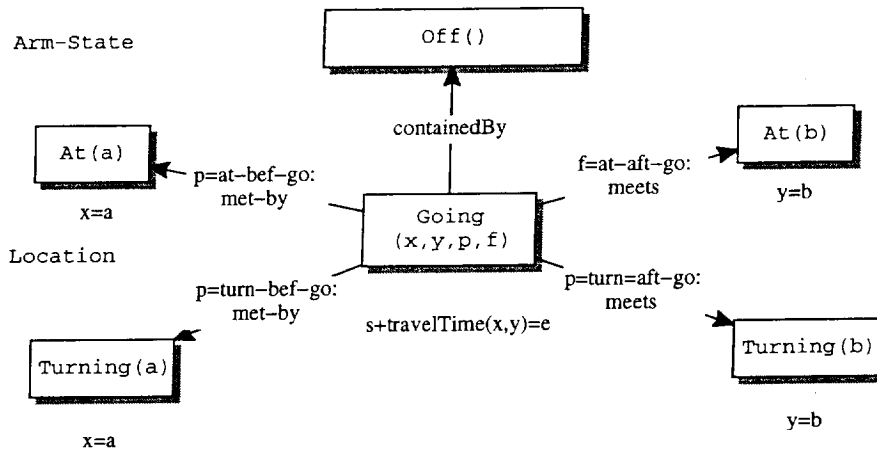 Arm-State
Off()
containedBy
At(a)
p=at-bef-go:
met-by
x=a
f=at-aft-go:
meets
At(b)
y=b
Going
(x,y,p,f)
Location
p=turn-bef-go:
met-by
p=turn=aft-go:
meets
s+travelTime(x,y)=e
Turning(a)
x=a
Turning(b)
y=b